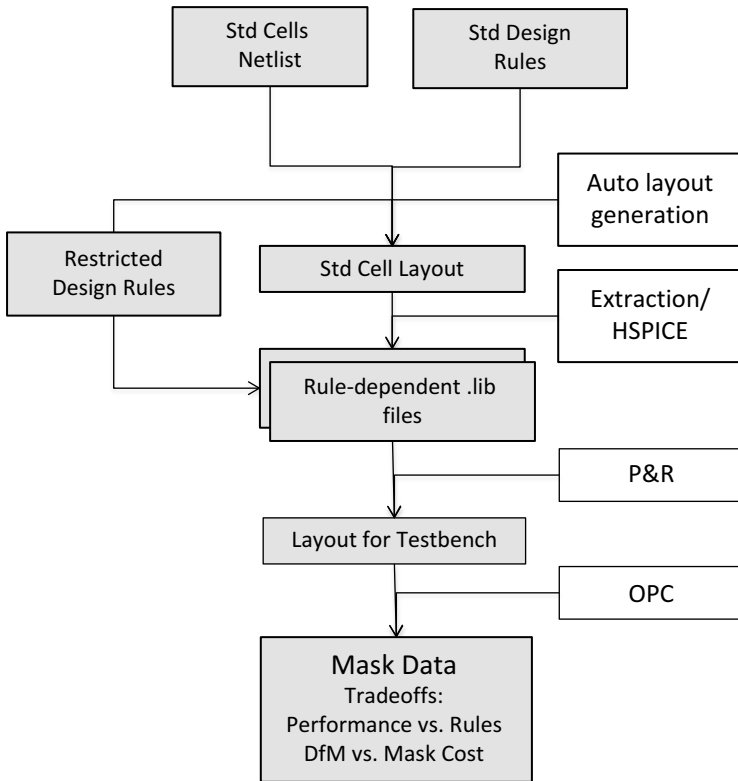 Std Cells
Netlist
Std Design
Rules
Auto layout
generation
Restricted
Design Rules
Std Cell Layout
Extraction/
HSPICE
Rule-dependent .lib
files
P&R
Layout for Testbench
OPC
Mask Data
Tradeoffs:
Performance vs. Rules
DfM vs. Mask Cost